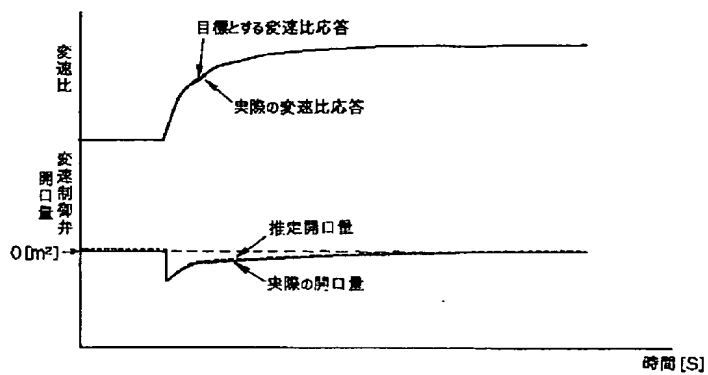 目標とする変速比応答
変速比
実際の変速比応答
変速制御弁
開口量
推定開口量
0[m²]
実際の開口量
時間[S]